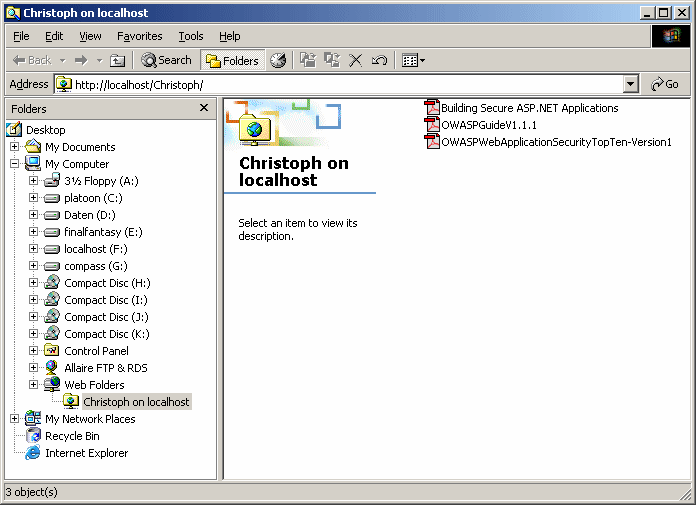 Christoph on localhost
File Edit View Favorites Tools Help
Back Search Folders
Address http://localhost/Christoph/ Go
Folders
Desktop
My Documents
My Computer
3½ Floppy (A:)
platoon (C:)
Daten (D:)
finalfantasy (E:)
localhost (F:)
compass (G:)
Compact Disc (H:)
Compact Disc (I:)
Compact Disc (J:)
Compact Disc (K:)
Control Panel
Allaire FTP & RDS
Web Folders
Christoph on localhost
My Network Places
Recycle Bin
Internet Explorer
Christoph on
localhost
Select an item to view its
description.
Building Secure ASP.NET Applications
OWASPGuideV1.1.1
OWASPWebApplicationSecurityTopTen-Version1
3 object(s)